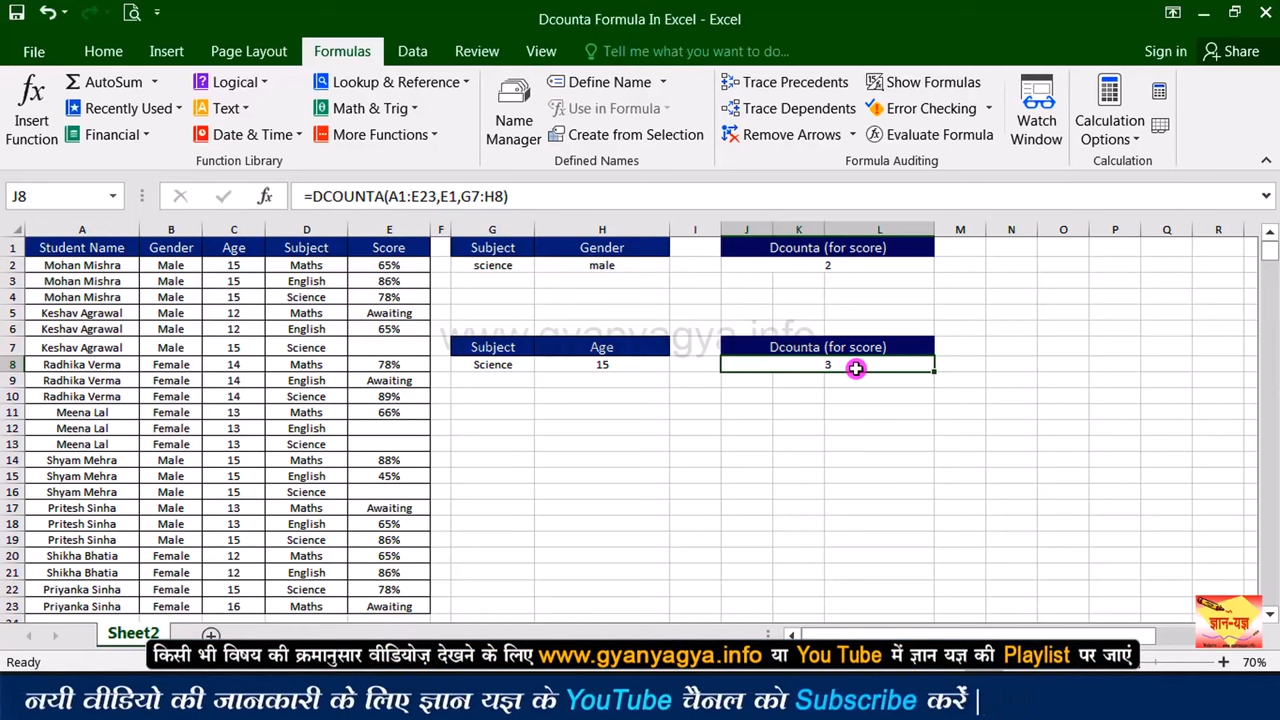 Dcounta Formula In Excel - Excel
File Home Insert Page Layout Formulas Data Review View Tell me what you want to do... Sign in Share
AutoSum Logical Lookup & Reference Define Name Trace Precedents Show Formulas
Recently Used Text Math & Trig Use in Formula Trace Dependents Error Checking
Financial Date & Time More Functions Create from Selection Remove Arrows Evaluate Formula
Insert Function Name Manager Watch Window Calculation Options
Function Library Defined Names Formula Auditing Calculation
J8 fx =DCOUNTA(A1:E23,E1,G7:H8)
A B C D E F G H I J K L M N O P Q R
1 Student Name Gender Age Subject Score Subject Gender Dcounta (for score)
2 Mohan Mishra Male 15 Maths 65% science male 2
3 Mohan Mishra Male 15 English 86%
4 Mohan Mishra Male 15 Science 78%
5 Keshav Agrawal Male 12 Maths Awaiting
6 Keshav Agrawal Male 12 English 65%
www.gyanyagya.info
7 Keshav Agrawal Male 15 Science Subject Age Dcounta (for score)
8 Radhika Verma Female 14 Maths 78% Science 15 3
9 Radhika Verma Female 14 English Awaiting
10 Radhika Verma Female 14 Science 89%
11 Meena Lal Female 13 Maths 66%
12 Meena Lal Female 13 English
13 Meena Lal Female 13 Science
14 Shyam Mehra Male 15 Maths 88%
15 Shyam Mehra Male 15 English 45%
16 Shyam Mehra Male 15 Science
17 Pritesh Sinha Male 13 Maths Awaiting
18 Pritesh Sinha Male 13 English 65%
19 Pritesh Sinha Male 15 Science 86%
20 Shikha Bhatia Female 12 Maths 65%
21 Shikha Bhatia Female 12 English 86%
22 Priyanka Sinha Female 15 Science 78%
23 Priyanka Sinha Female 16 Maths Awaiting
ज्ञान-यज्ञ
Sheet2
किसी भी विषय की क्रमानुसार वीडियोज़ देखने के लिए www.gyanyagya.info या You Tube में ज्ञान यज्ञ की Playlist पर जाएं
Ready 70%
नयी वीडियो की जानकारी के लिए ज्ञान यज्ञ के YouTube चैनल को Subscribe करें |